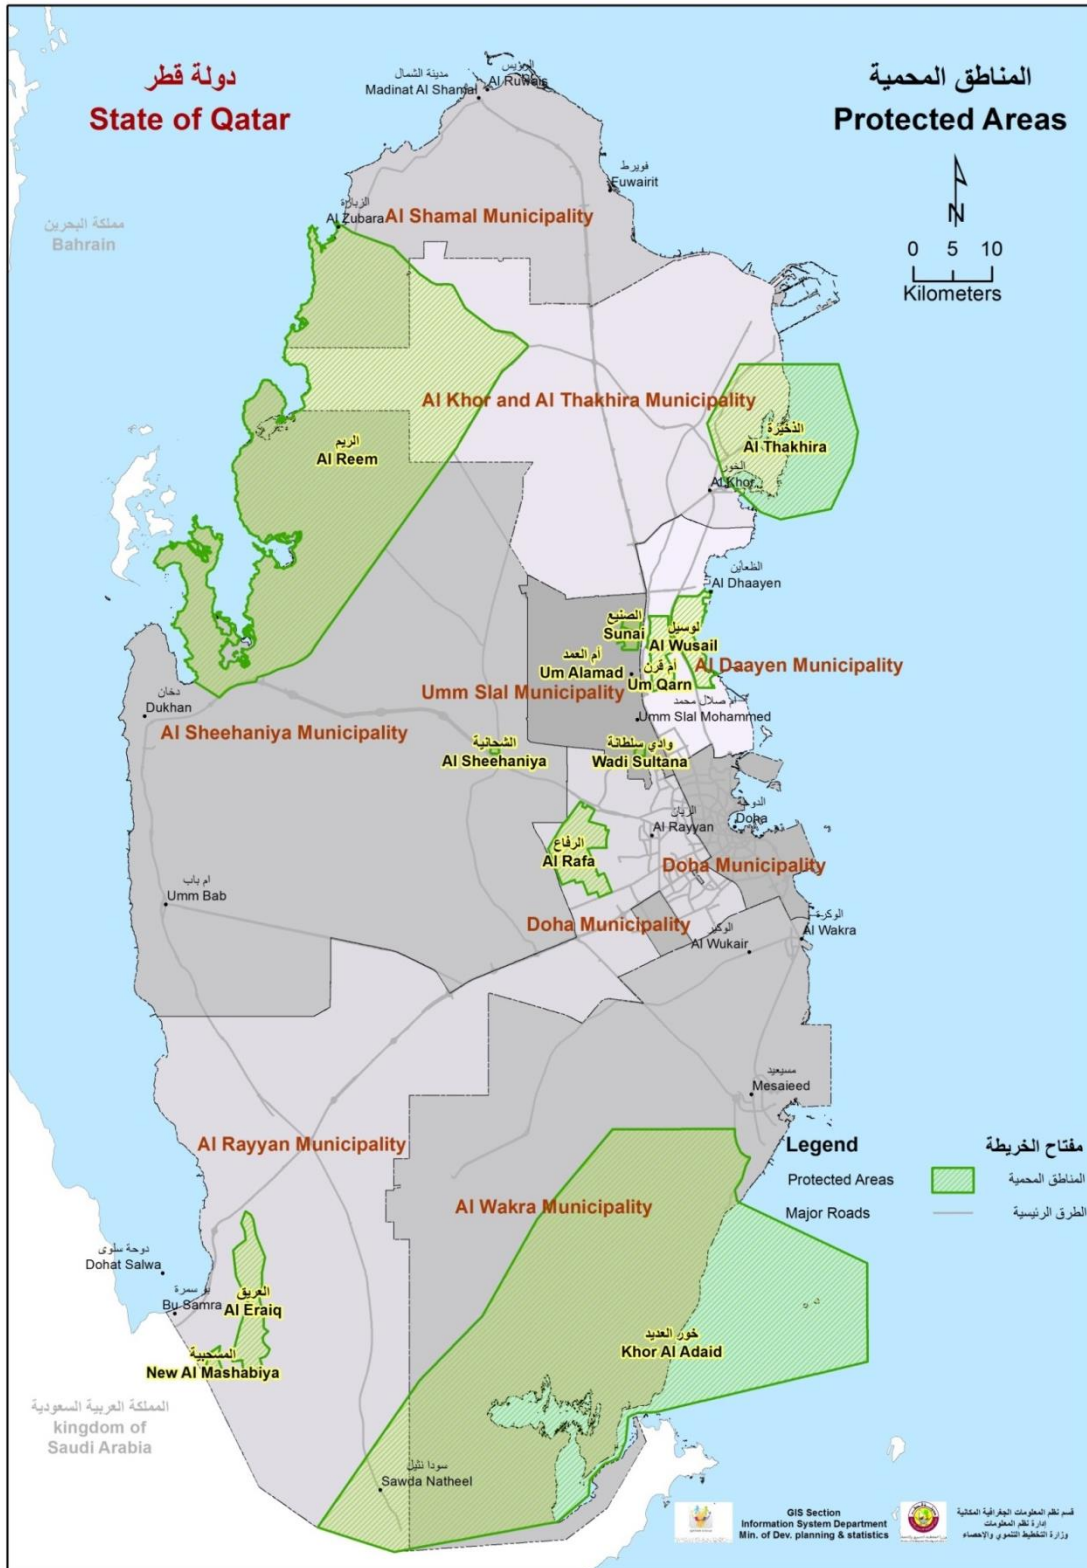 دولة قطر
State of Qatar
المناطق المحمية
Protected Areas
N
0 5 10
Kilometers
مملكة البحرين
Bahrain
الرويس
Al Ruwais
مدينة الشمال
Madinat Al Shamal
فويرط
Fuwairit
الزبارة
Al Zubara
Al Shamal Municipality
Al Khor and Al Thakhira Municipality
الذخيرة
Al Thakhira
الريم
Al Reem
الخور
Al Khor
الظعاين
Al Dhaayen
الصنيع
Sunai
لوسيل
Al Wusail
أم العمد
Um Alamad
أم قرن
Um Qarn
Al Daayen Municipality
Umm Slal Municipality
ام صلال محمد
Umm Slal Mohammed
دخان
Dukhan
Al Sheehaniya Municipality
الشحانية
Al Sheehaniya
وادي سلطانة
Wadi Sultana
الدوحة
Doha
الريان
Al Rayyan
الرفاع
Al Rafa
Doha Municipality
ام باب
Umm Bab
Doha Municipality
الوكير
Al Wukair
الوكرة
Al Wakra
مسيعيد
Mesaieed
Al Rayyan Municipality
Legend
مفتاح الخريطة
Protected Areas
المناطق المحمية
Major Roads
الطرق الرئيسية
Al Wakra Municipality
دوحة سلوى
Dohat Salwa
بو سمرة
Bu Samra
العريق
Al Eraiq
المسحبية
New Al Mashabiya
خور العديد
Khor Al Adaid
المملكة العربية السعودية
kingdom of
Saudi Arabia
سودا نثيل
Sawda Natheel
GIS Section
Information System Department
Min. of Dev. planning & statistics
قسم نظم المعلومات الجغرافية المكانية
إدارة نظم المعلومات
وزارة التخطيط التنموي والإحصاء